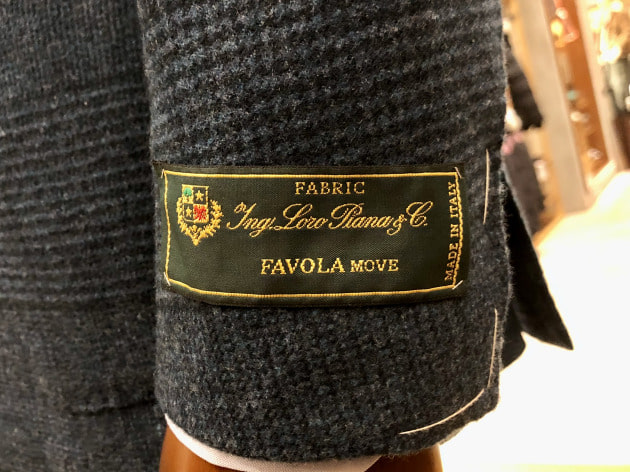 FABRIC
Ing. Loro Piana & C.
FAVOLA MOVE
MADE IN ITALY